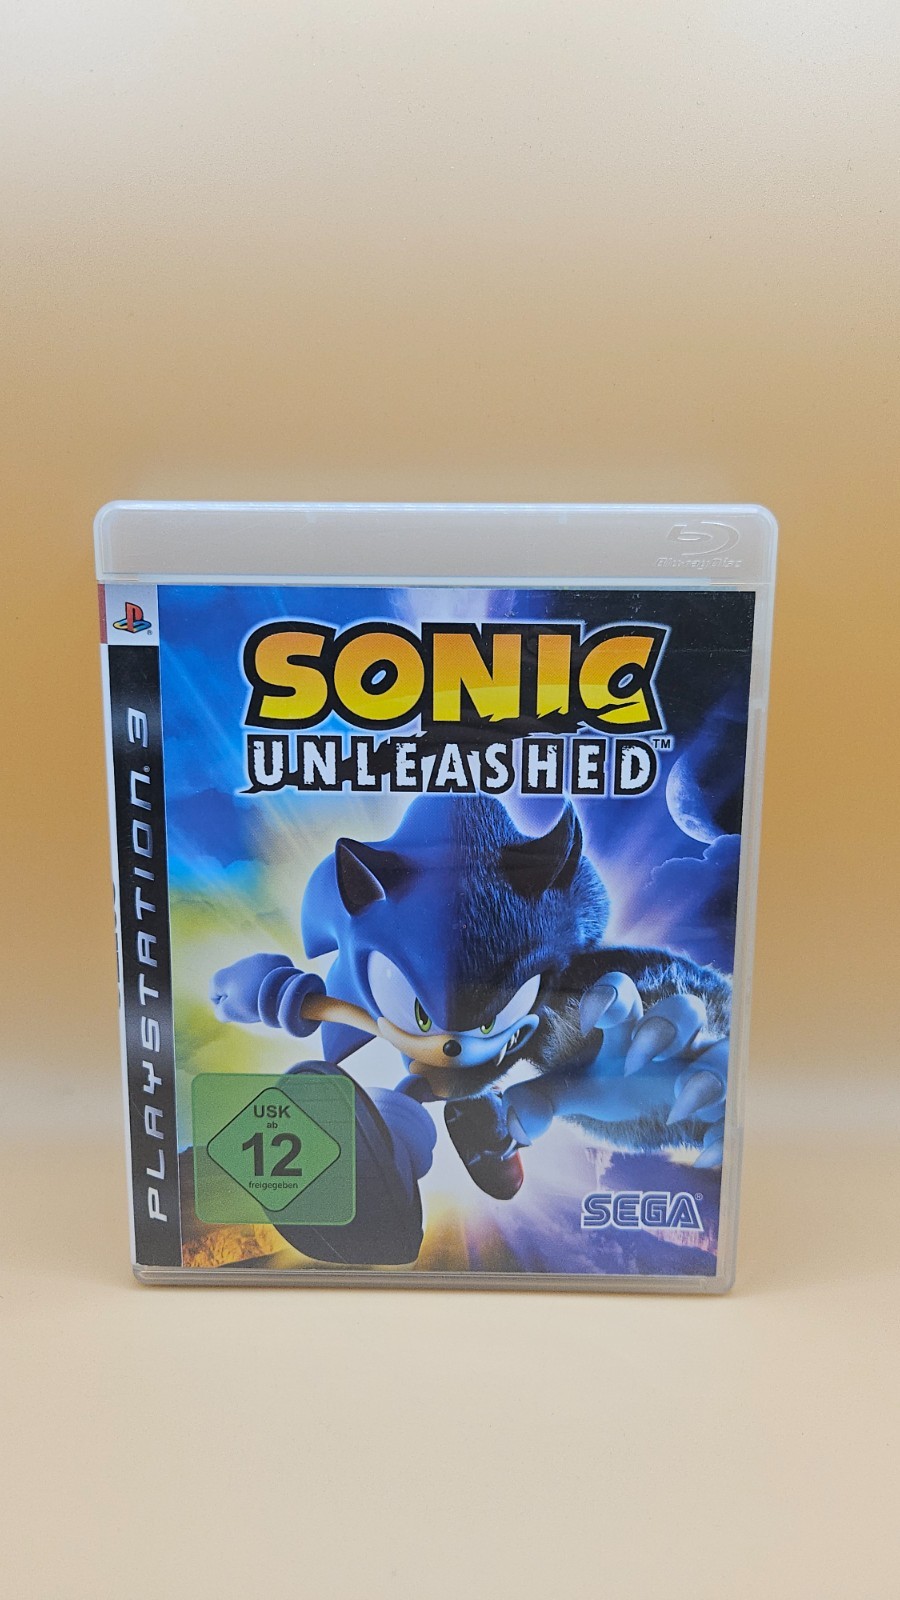 Blu-ray Disc
PLAYSTATION®3
SONIC
UNLEASHED™
USK
ab
12
freigegeben
SEGA®